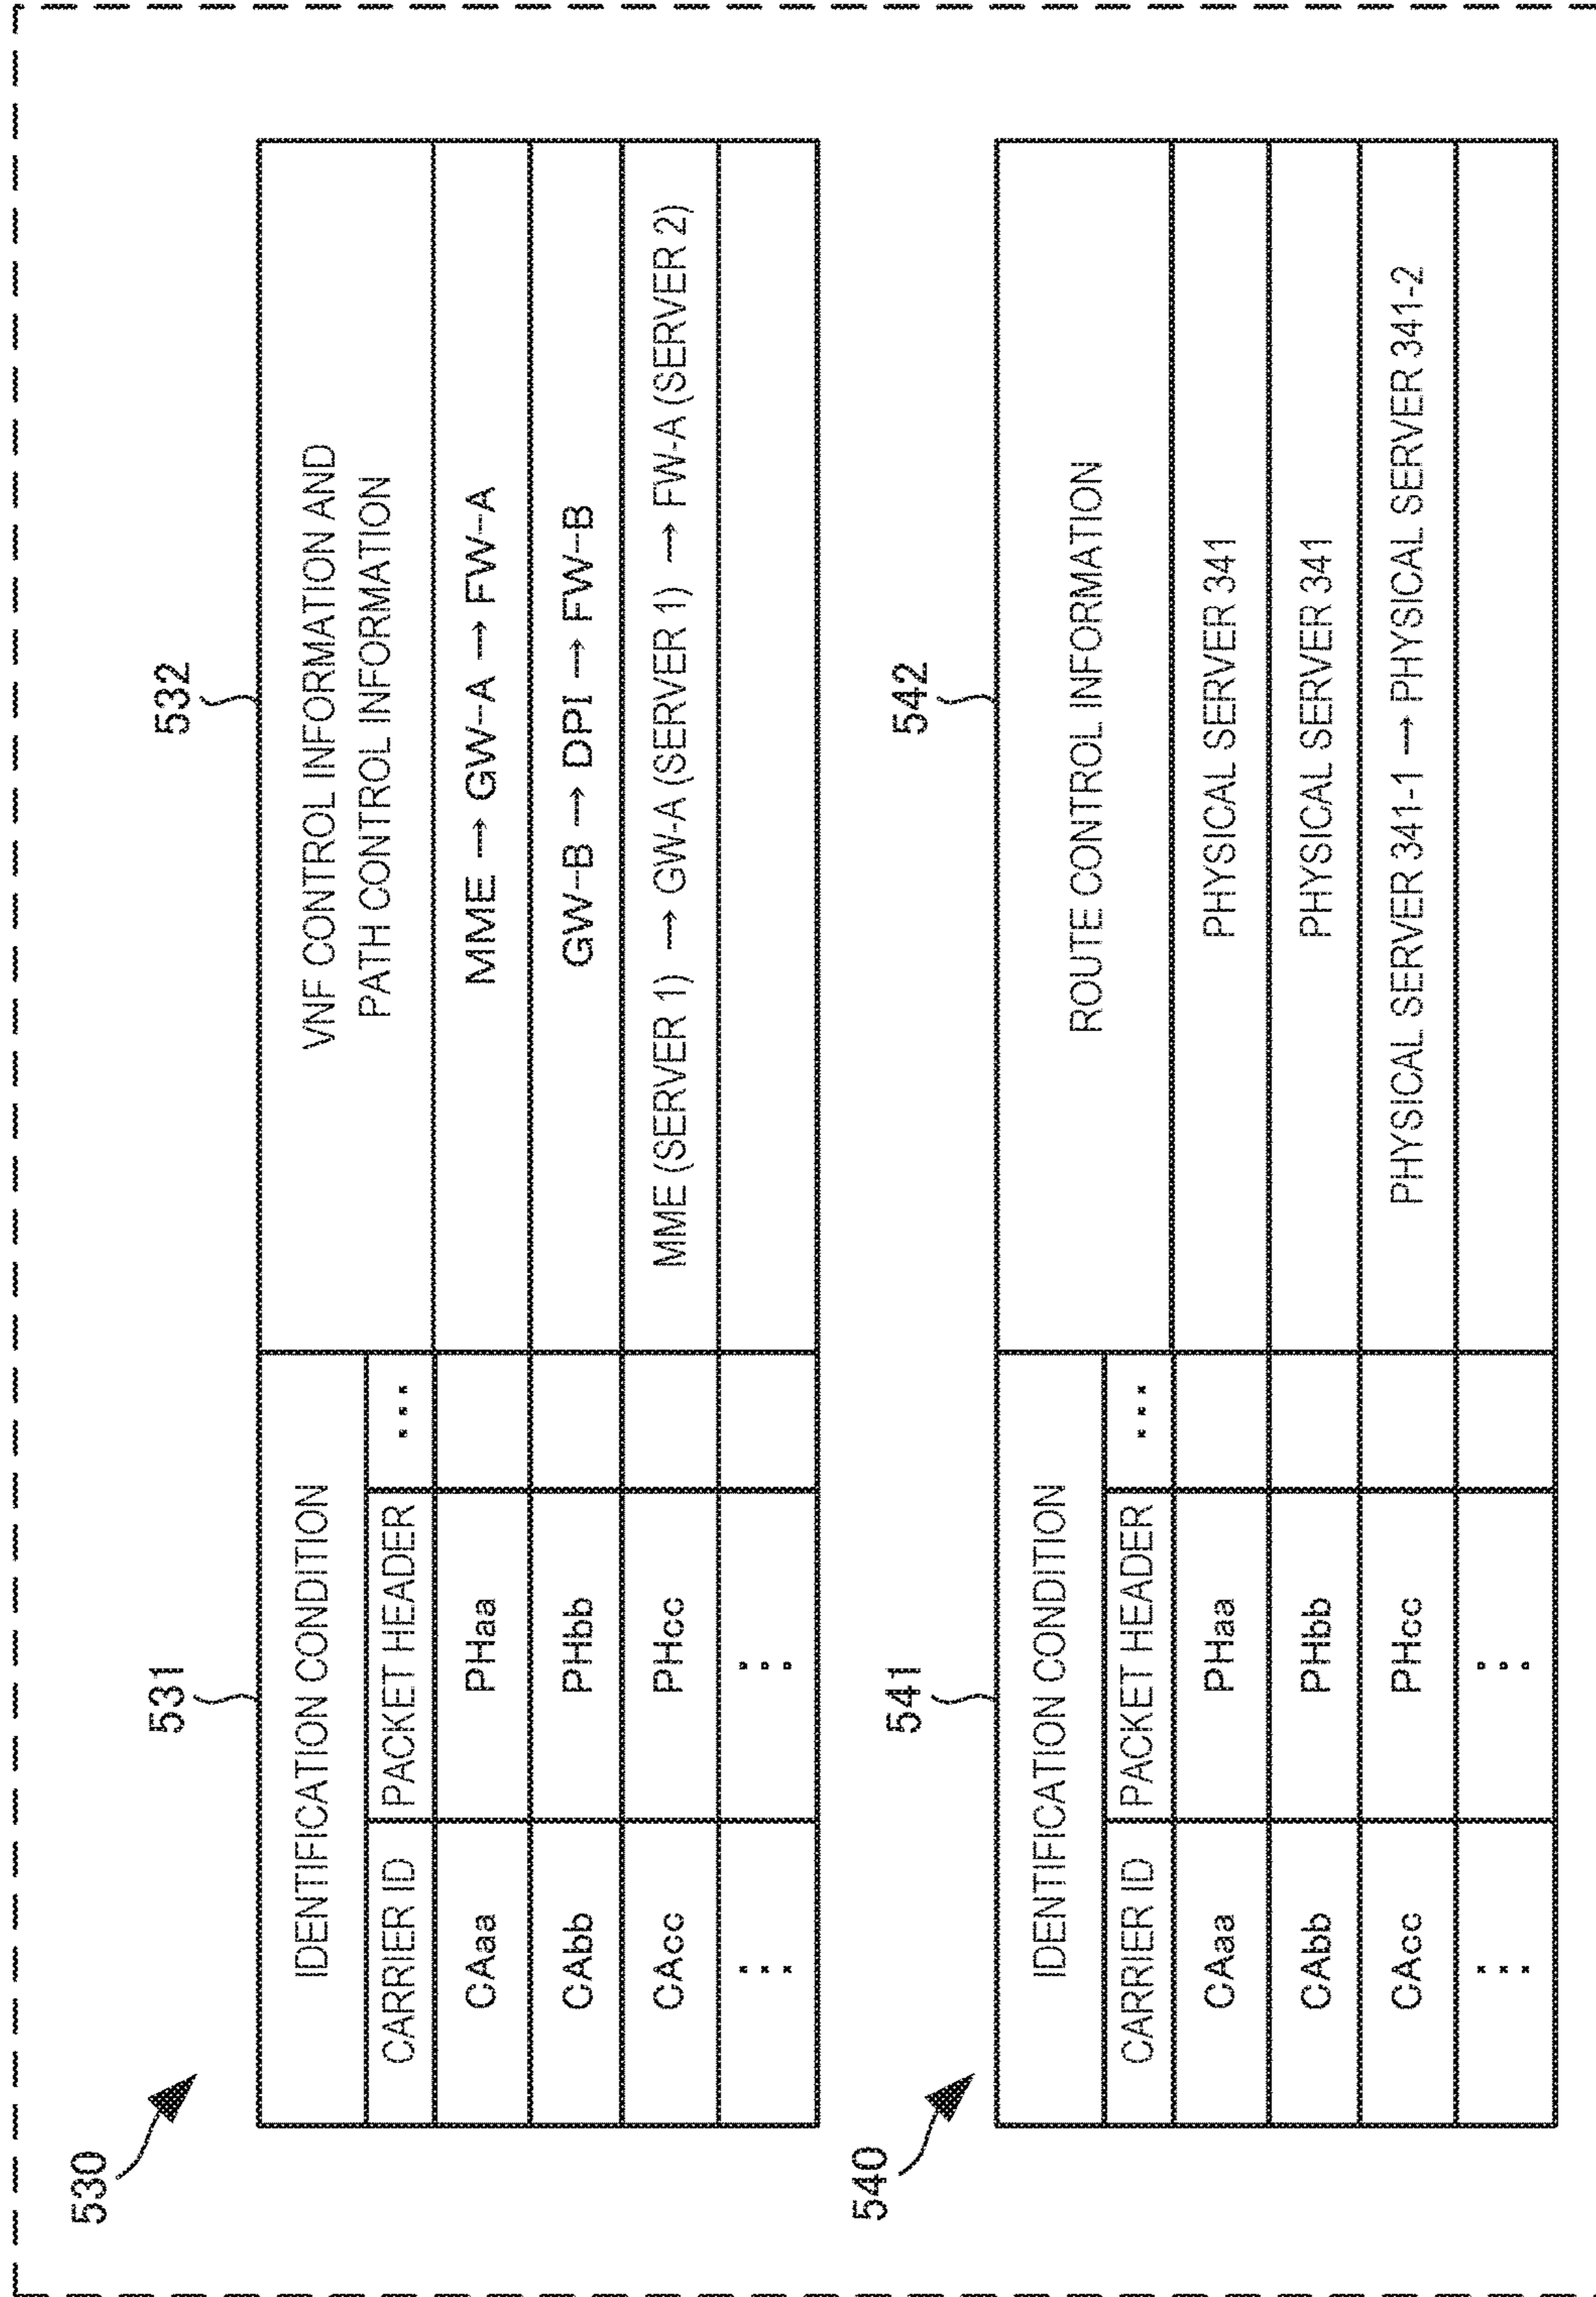 530
531
532
IDENTIFICATION CONDITION
VNF CONTROL INFORMATION AND
PATH CONTROL INFORMATION
CARRIER ID PACKET HEADER ...
CAaa PHaa MME → GW-A → FW-A
CAbb PHbb GW-B → DPI → FW-B
CAcc PHcc MME (SERVER 1) → GW-A (SERVER 1) → FW-A (SERVER 2)
⋮ ⋮
540
541
542
IDENTIFICATION CONDITION
ROUTE CONTROL INFORMATION
CARRIER ID PACKET HEADER ...
CAaa PHaa PHYSICAL SERVER 341
CAbb PHbb PHYSICAL SERVER 341
CAcc PHcc PHYSICAL SERVER 341-1 → PHYSICAL SERVER 341-2
⋮ ⋮